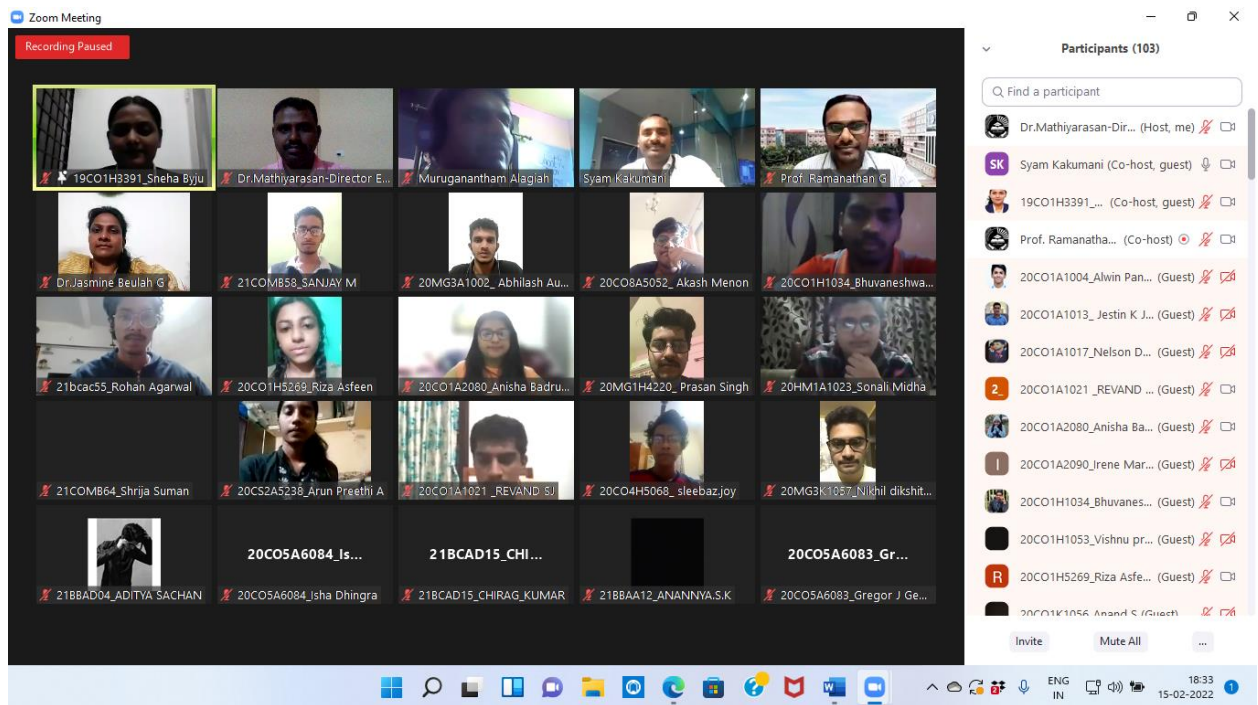 Zoom Meeting
Recording Paused
19CO1H3391_Sneha Byju
Dr.Mathiyarasan-Director E...
Muruganantham Alagiah
Syam Kakumani
Prof. Ramanathan G
Dr.Jasmine Beulah G
21COMB58_SANJAY M
20MG3A1002_ Abhilash Au...
20CO8A5052_ Akash Menon
20CO1H1034_Bhuvaneshwa...
21bcac55_Rohan Agarwal
20CO1H5269_Riza Asfeen
20CO1A2080_Anisha Badru...
20MG1H4220_ Prasan Singh
20HM1A1023_Sonali Midha
21COMB64_Shrija Suman
20CS2A5238_Arun Preethi A
20CO1A1021 _REVAND SJ
20CO4H5068_ sleebaz.joy
20MG3K1057_Nikhil dikshit...
20CO5A6084_Is...
21BCAD15_CHI...
20CO5A6083_Gr...
21BBAD04_ADITYA SACHAN
20CO5A6084_Isha Dhingra
21BCAD15_CHIRAG_KUMAR
21BBAA12_ANANNYA.S.K
20CO5A6083_Gregor J Ge...
Participants (103)
Find a participant
Dr.Mathiyarasan-Dir... (Host, me)
SK Syam Kakumani (Co-host, guest)
19CO1H3391_... (Co-host, guest)
Prof. Ramanatha... (Co-host)
20CO1A1004_Alwin Pan... (Guest)
20CO1A1013_ Jestin K J... (Guest)
20CO1A1017_Nelson D... (Guest)
2_ 20CO1A1021 _REVAND ... (Guest)
20CO1A2080_Anisha Ba... (Guest)
I 20CO1A2090_Irene Mar... (Guest)
20CO1H1034_Bhuvanes... (Guest)
20CO1H1053_Vishnu pr... (Guest)
R 20CO1H5269_Riza Asfe... (Guest)
20CO1K1056_Anand S (Guest)
Invite
Mute All
...
ENG
IN
18:33
15-02-2022
1